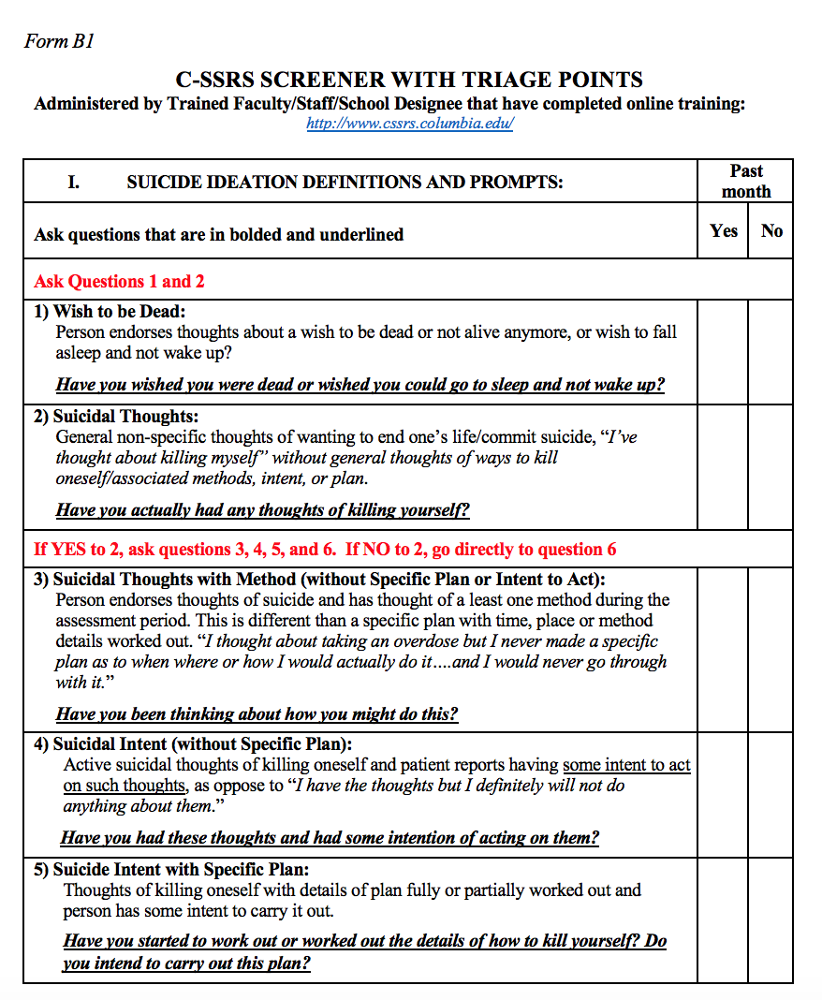 Form B1
C-SSRS SCREENER WITH TRIAGE POINTS
Administered by Trained Faculty/Staff/School Designee that have completed online training:
http://www.cssrs.columbia.edu/
I. SUICIDE IDEATION DEFINITIONS AND PROMPTS:
Past
month
Ask questions that are in bolded and underlined
Yes No
Ask Questions 1 and 2
1) Wish to be Dead:
Person endorses thoughts about a wish to be dead or not alive anymore, or wish to fall
asleep and not wake up?
Have you wished you were dead or wished you could go to sleep and not wake up?
2) Suicidal Thoughts:
General non-specific thoughts of wanting to end one’s life/commit suicide, “I’ve
thought about killing myself” without general thoughts of ways to kill
oneself/associated methods, intent, or plan.
Have you actually had any thoughts of killing yourself?
If YES to 2, ask questions 3, 4, 5, and 6. If NO to 2, go directly to question 6
3) Suicidal Thoughts with Method (without Specific Plan or Intent to Act):
Person endorses thoughts of suicide and has thought of a least one method during the
assessment period. This is different than a specific plan with time, place or method
details worked out. “I thought about taking an overdose but I never made a specific
plan as to when where or how I would actually do it….and I would never go through
with it.”
Have you been thinking about how you might do this?
4) Suicidal Intent (without Specific Plan):
Active suicidal thoughts of killing oneself and patient reports having some intent to act
on such thoughts, as oppose to “I have the thoughts but I definitely will not do
anything about them.”
Have you had these thoughts and had some intention of acting on them?
5) Suicide Intent with Specific Plan:
Thoughts of killing oneself with details of plan fully or partially worked out and
person has some intent to carry it out.
Have you started to work out or worked out the details of how to kill yourself? Do
you intend to carry out this plan?